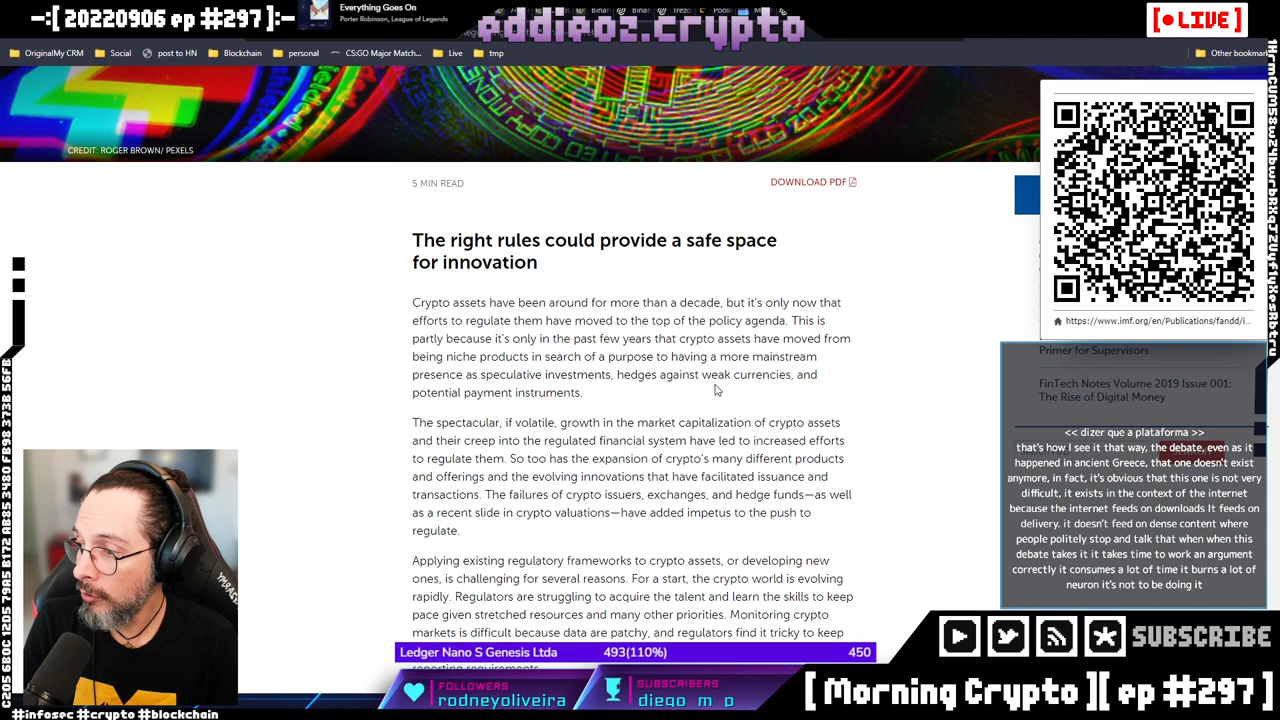 -:[ 20220906 ep #297 ]:-
Everything Goes On
Porter Robinson, League of Legends
eddieoz.crypto
[● LIVE]
OriginalMy CRM
Social
post to HN
Blockchain
personal
CS:GO Major Match...
Live
tmp
Other bookmar
CREDIT: ROGER BROWN/ PEXELS
5 MIN READ
DOWNLOAD PDF
The right rules could provide a safe space
for innovation
Crypto assets have been around for more than a decade, but it's only now that
efforts to regulate them have moved to the top of the policy agenda. This is
partly because it's only in the past few years that crypto assets have moved from
being niche products in search of a purpose to having a more mainstream
presence as speculative investments, hedges against weak currencies, and
potential payment instruments.
The spectacular, if volatile, growth in the market capitalization of crypto assets
and their creep into the regulated financial system have led to increased efforts
to regulate them. So too has the expansion of crypto's many different products
and offerings and the evolving innovations that have facilitated issuance and
transactions. The failures of crypto issuers, exchanges, and hedge funds—as well
as a recent slide in crypto valuations—have added impetus to the push to
regulate.
Applying existing regulatory frameworks to crypto assets, or developing new
ones, is challenging for several reasons. For a start, the crypto world is evolving
rapidly. Regulators are struggling to acquire the talent and learn the skills to keep
pace given stretched resources and many other priorities. Monitoring crypto
markets is difficult because data are patchy, and regulators find it tricky to keep
reporting requirements.
https://www.imf.org/en/Publications/fandd/i...
Primer for Supervisors
FinTech Notes Volume 2019 Issue 001:
The Rise of Digital Money
<< dizer que a plataforma >>
that's how I see it that way, the debate, even as it
happened in ancient Greece, that one doesn't exist
anymore, in fact, it's obvious that this one is not very
difficult, it exists in the context of the internet
because the internet feeds on downloads It feeds on
delivery. it doesn't feed on dense content where
people politely stop and talk that when when this
debate takes it it takes time to work an argument
correctly it consumes a lot of time it burns a lot of
neuron it's not to be doing it
Ledger Nano S Genesis Ltda 493(110%) 450
FOLLOWERS
rodneyoliveira
SUBSCRIBERS
diego_m_p_
SUBSCRIBE
[ Morning Crypto ][ ep #297 ]
#infosec #crypto #blockchain